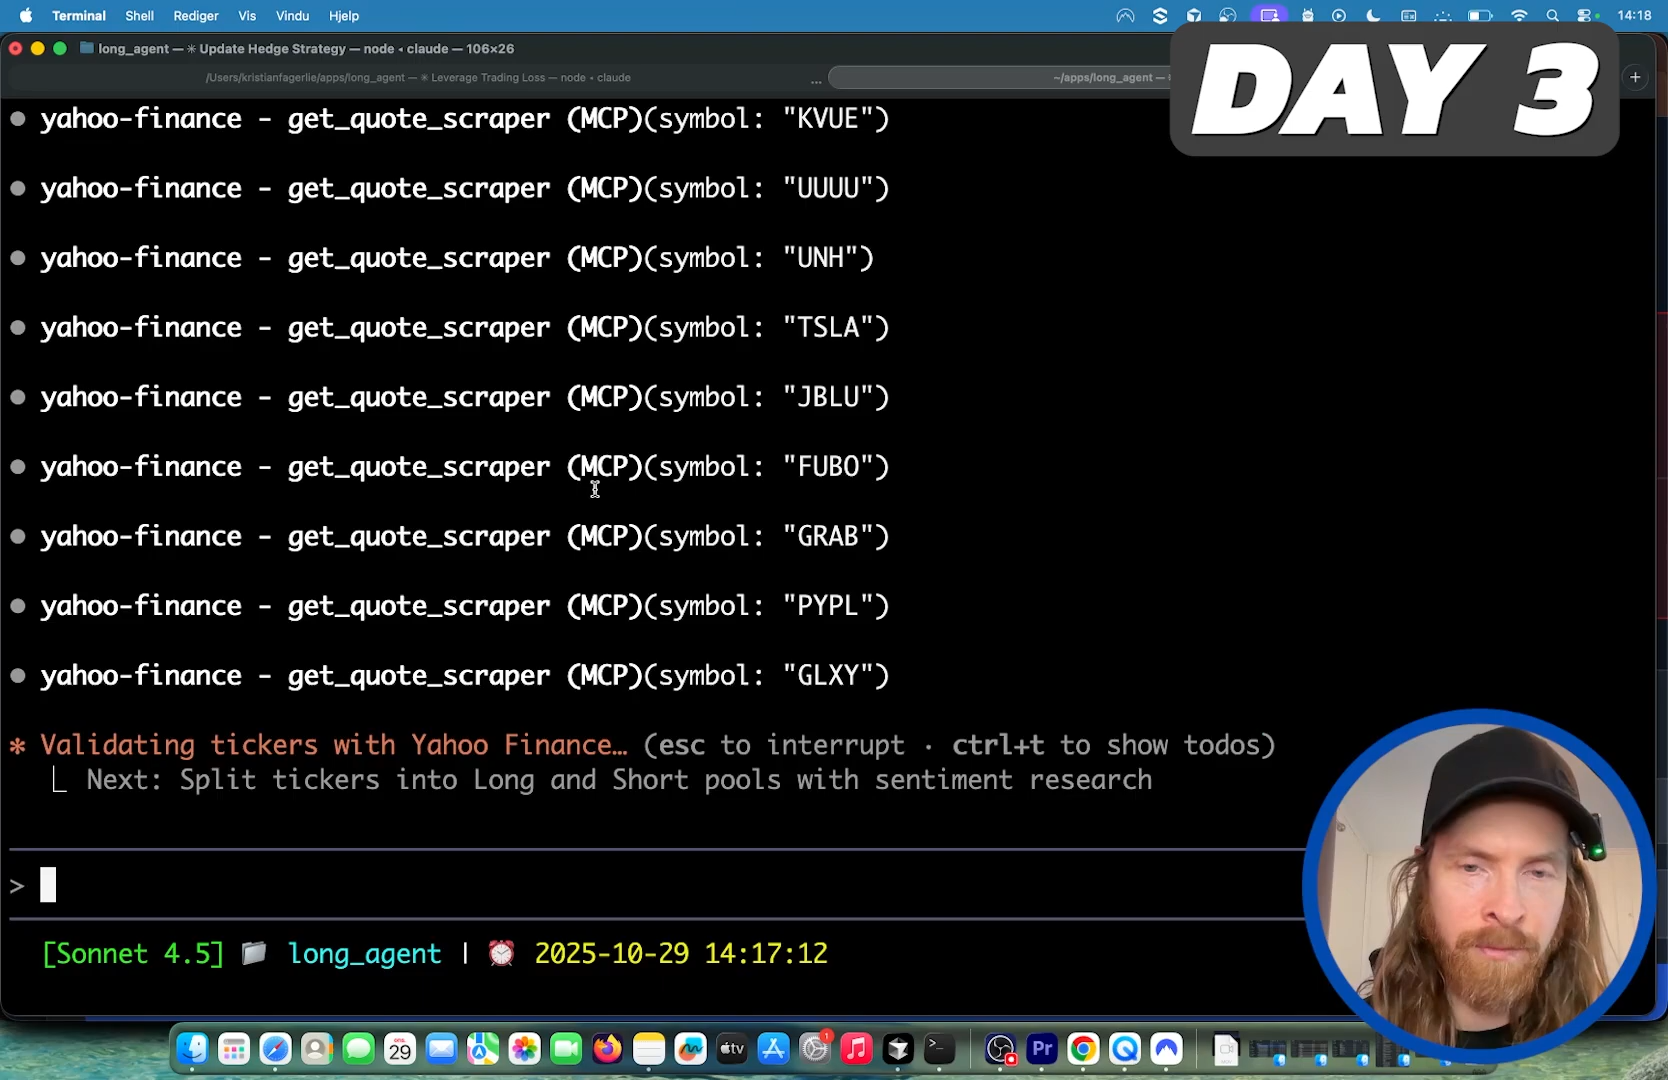 Terminal Shell Rediger Vis Vindu Hjelp 14:18
long_agent — ✳ Update Hedge Strategy — node ◂ claude — 106×26
/Users/kristianfagerlie/apps/long_agent — ✳ Leverage Trading Loss — node ◂ claude ... ~/apps/long_agent —
DAY 3
● yahoo-finance - get_quote_scraper (MCP)(symbol: "KVUE")
● yahoo-finance - get_quote_scraper (MCP)(symbol: "UUUU")
● yahoo-finance - get_quote_scraper (MCP)(symbol: "UNH")
● yahoo-finance - get_quote_scraper (MCP)(symbol: "TSLA")
● yahoo-finance - get_quote_scraper (MCP)(symbol: "JBLU")
● yahoo-finance - get_quote_scraper (MCP)(symbol: "FUBO")
● yahoo-finance - get_quote_scraper (MCP)(symbol: "GRAB")
● yahoo-finance - get_quote_scraper (MCP)(symbol: "PYPL")
● yahoo-finance - get_quote_scraper (MCP)(symbol: "GLXY")
✻ Validating tickers with Yahoo Finance… (esc to interrupt · ctrl+t to show todos)
⎿ Next: Split tickers into Long and Short pools with sentiment research
>
[Sonnet 4.5] 📁 long_agent | ⏰ 2025-10-29 14:17:12
29 tv 1 >_ Pr